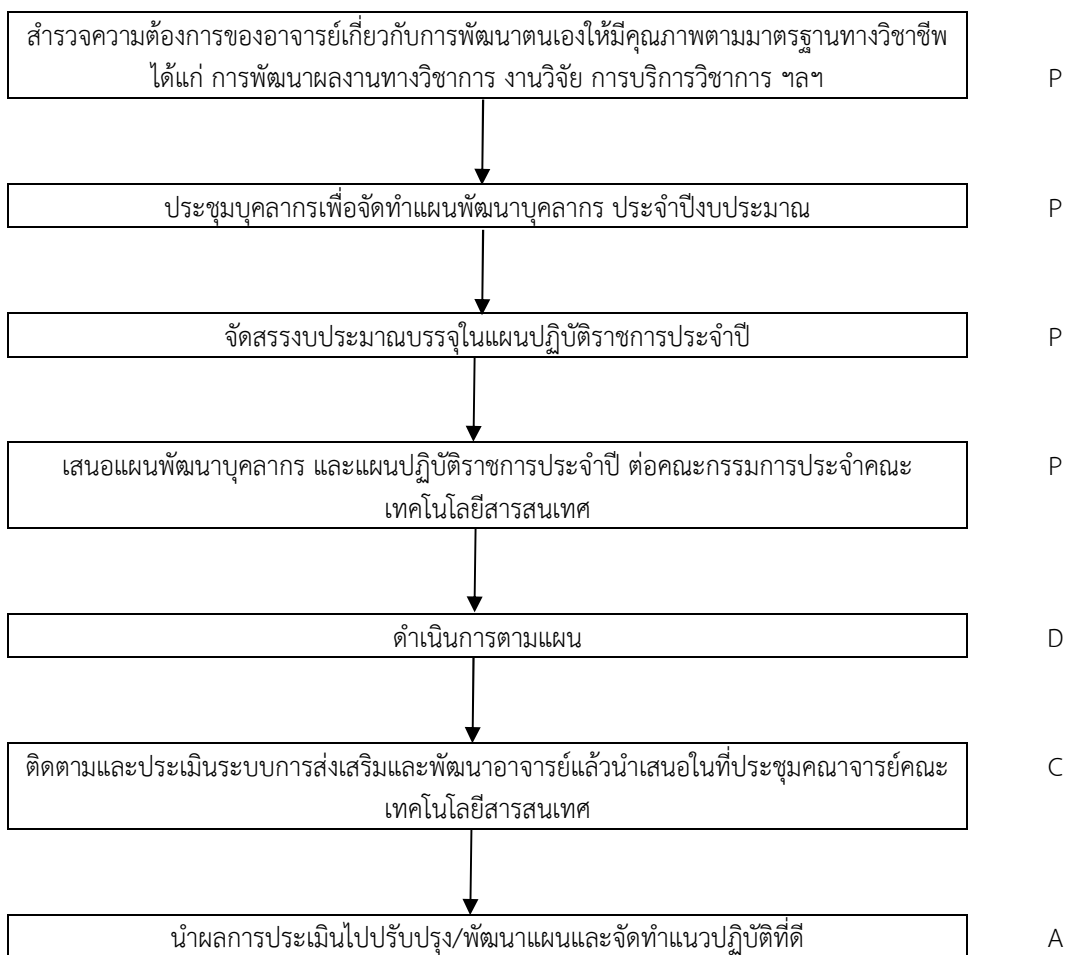 สำรวจความต้องการของอาจารย์เกี่ยวกับการพัฒนาตนเองให้มีคุณภาพตามมาตรฐานทางวิชาชีพ
ได้แก่ การพัฒนาผลงานทางวิชาการ งานวิจัย การบริการวิชาการ ฯลฯ P
ประชุมบุคลากรเพื่อจัดทำแผนพัฒนาบุคลากร ประจำปีงบประมาณ P
จัดสรรงบประมาณบรรจุในแผนปฏิบัติราชการประจำปี P
เสนอแผนพัฒนาบุคลากร และแผนปฏิบัติราชการประจำปี ต่อคณะกรรมการประจำคณะ P
เทคโนโลยีสารสนเทศ
ดำเนินการตามแผน D
ติดตามและประเมินระบบการส่งเสริมและพัฒนาอาจารย์แล้วนำเสนอในที่ประชุมคณาจารย์คณะ C
เทคโนโลยีสารสนเทศ
นำผลการประเมินไปปรับปรุง/พัฒนาแผนและจัดทำแนวปฏิบัติที่ดี A